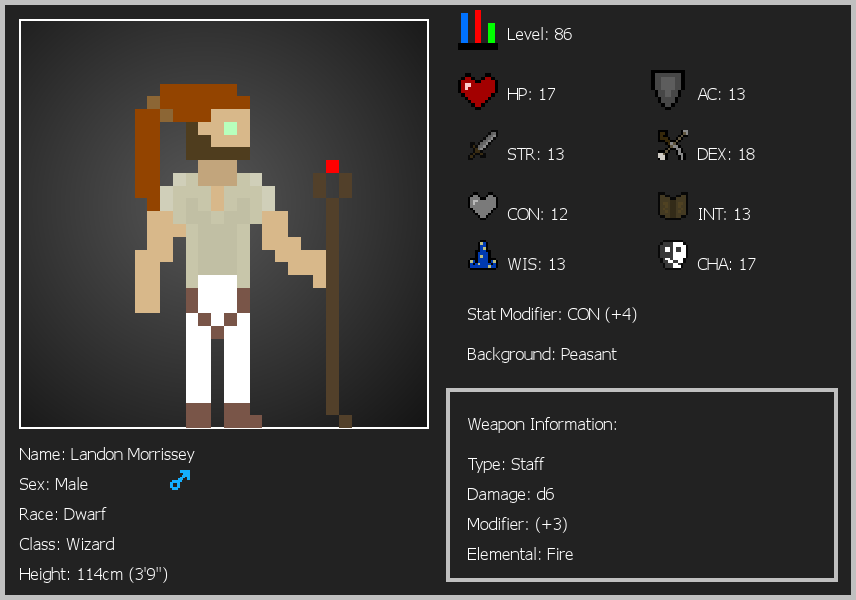 Level: 86
HP: 17
AC: 13
STR: 13
DEX: 18
CON: 12
INT: 13
WIS: 13
CHA: 17
Stat Modifier: CON (+4)
Background: Peasant
Weapon Information:
Type: Staff
Damage: d6
Modifier: (+3)
Elemental: Fire
Name: Landon Morrissey
Sex: Male
Race: Dwarf
Class: Wizard
Height: 114cm (3'9")